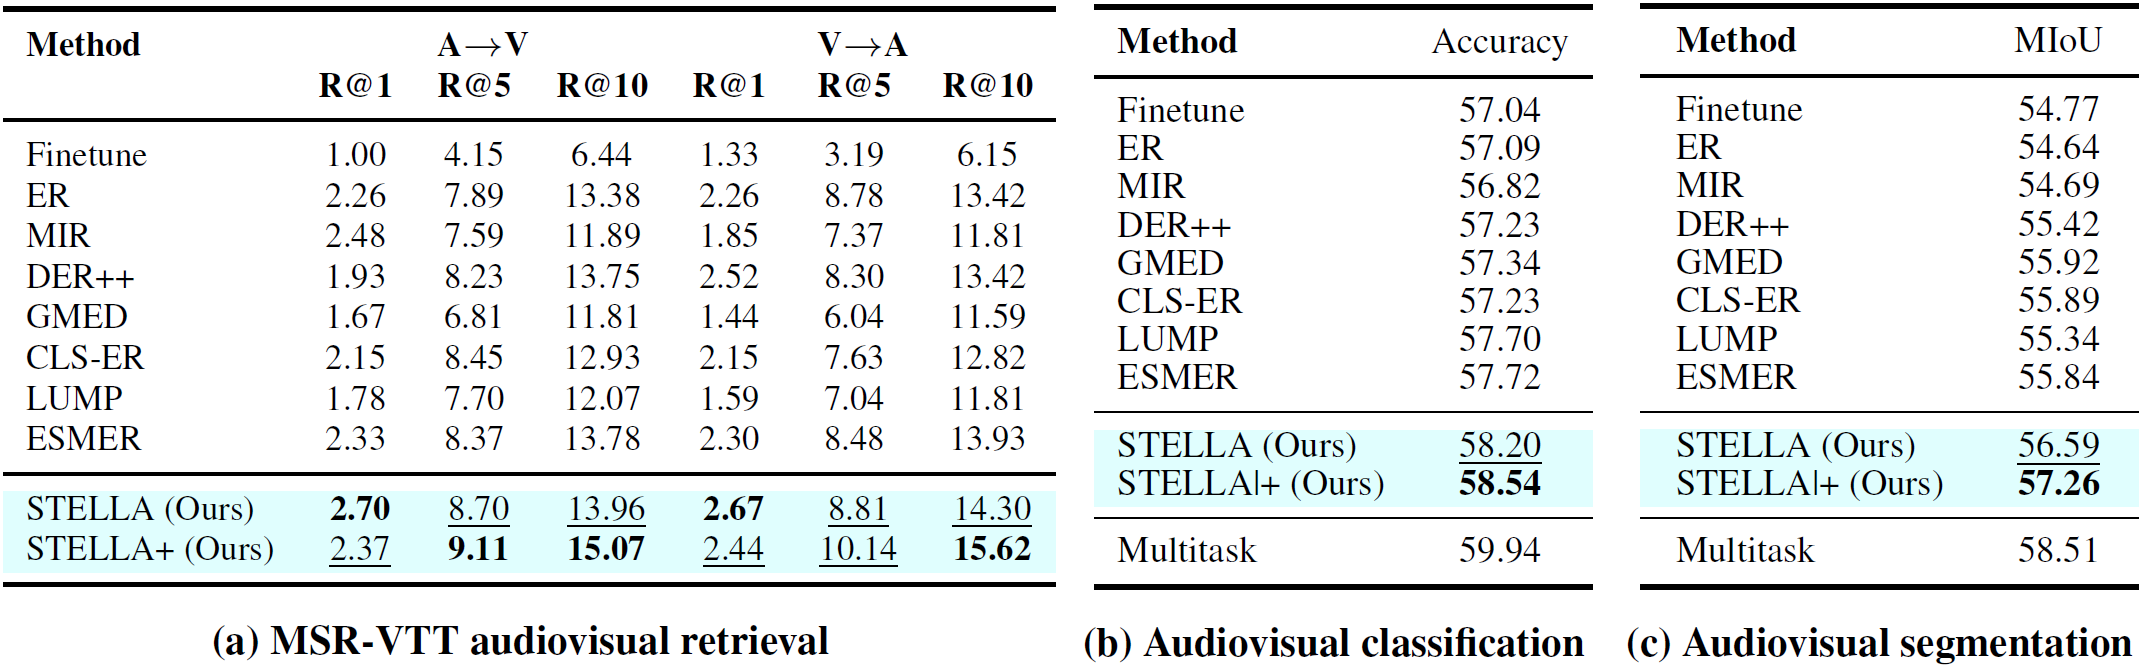 Method A→V V→A
R@1 R@5 R@10 R@1 R@5 R@10
Finetune 1.00 4.15 6.44 1.33 3.19 6.15
ER 2.26 7.89 13.38 2.26 8.78 13.42
MIR 2.48 7.59 11.89 1.85 7.37 11.81
DER++ 1.93 8.23 13.75 2.52 8.30 13.42
GMED 1.67 6.81 11.81 1.44 6.04 11.59
CLS-ER 2.15 8.45 12.93 2.15 7.63 12.82
LUMP 1.78 7.70 12.07 1.59 7.04 11.81
ESMER 2.33 8.37 13.78 2.30 8.48 13.93
STELLA (Ours) 2.70 8.70 13.96 2.67 8.81 14.30
STELLA+ (Ours) 2.37 9.11 15.07 2.44 10.14 15.62
(a) MSR-VTT audiovisual retrieval
Method Accuracy
Finetune 57.04
ER 57.09
MIR 56.82
DER++ 57.23
GMED 57.34
CLS-ER 57.23
LUMP 57.70
ESMER 57.72
STELLA (Ours) 58.20
STELLA|+ (Ours) 58.54
Multitask 59.94
(b) Audiovisual classification
Method MIoU
Finetune 54.77
ER 54.64
MIR 54.69
DER++ 55.42
GMED 55.92
CLS-ER 55.89
LUMP 55.34
ESMER 55.84
STELLA (Ours) 56.59
STELLA|+ (Ours) 57.26
Multitask 58.51
(c) Audiovisual segmentation